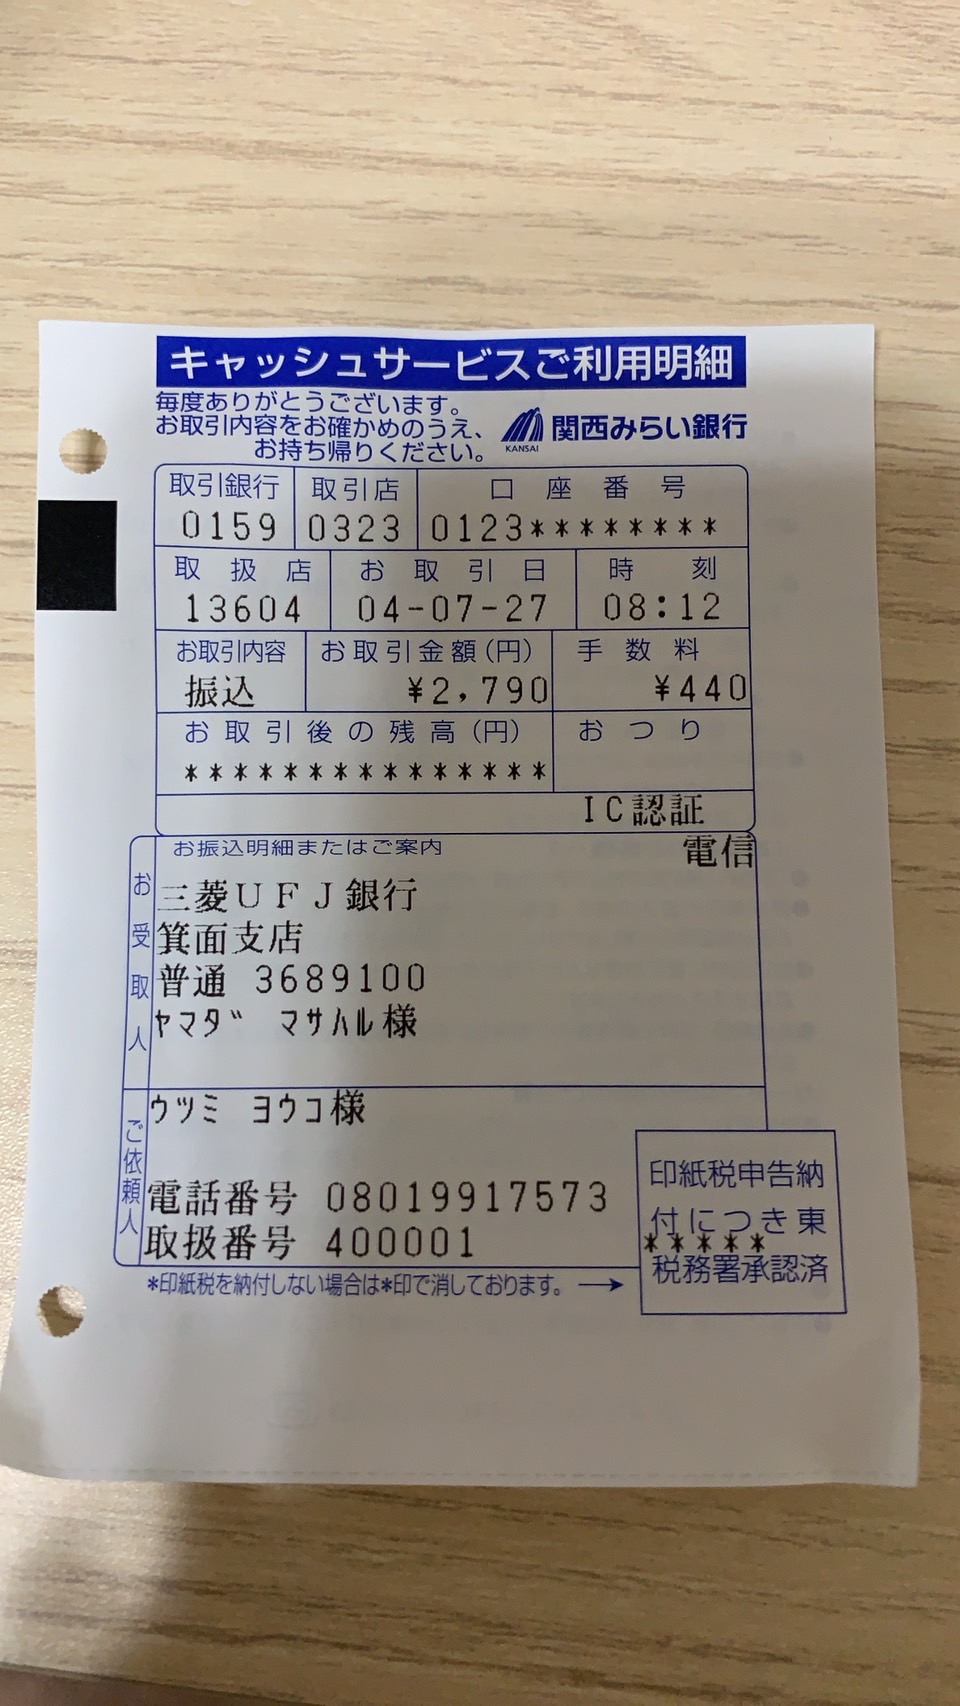 キャッシュサービスご利用明細
毎度ありがとうございます。
お取引内容をお確かめのうえ、
お持ち帰りください。
KANSAI
関西みらい銀行
取引銀行 取引店 口座番号
0159 0323 0123********
取扱店 お取引日 時刻
13604 04-07-27 08:12
お取引内容 お取引金額(円) 手数料
振込 ¥2,790 ¥440
お取引後の残高(円) おつり
***************
IC認証
お振込明細またはご案内 電信
お受取人
三菱UFJ銀行
箕面支店
普通 3689100
ヤマダ マサハル様
ご依頼人
ウツミ ヨウコ様
電話番号 08019917573
取扱番号 400001
印紙税申告納
付につき東
*****
税務署承認済
*印紙税を納付しない場合は*印で消しております。 →